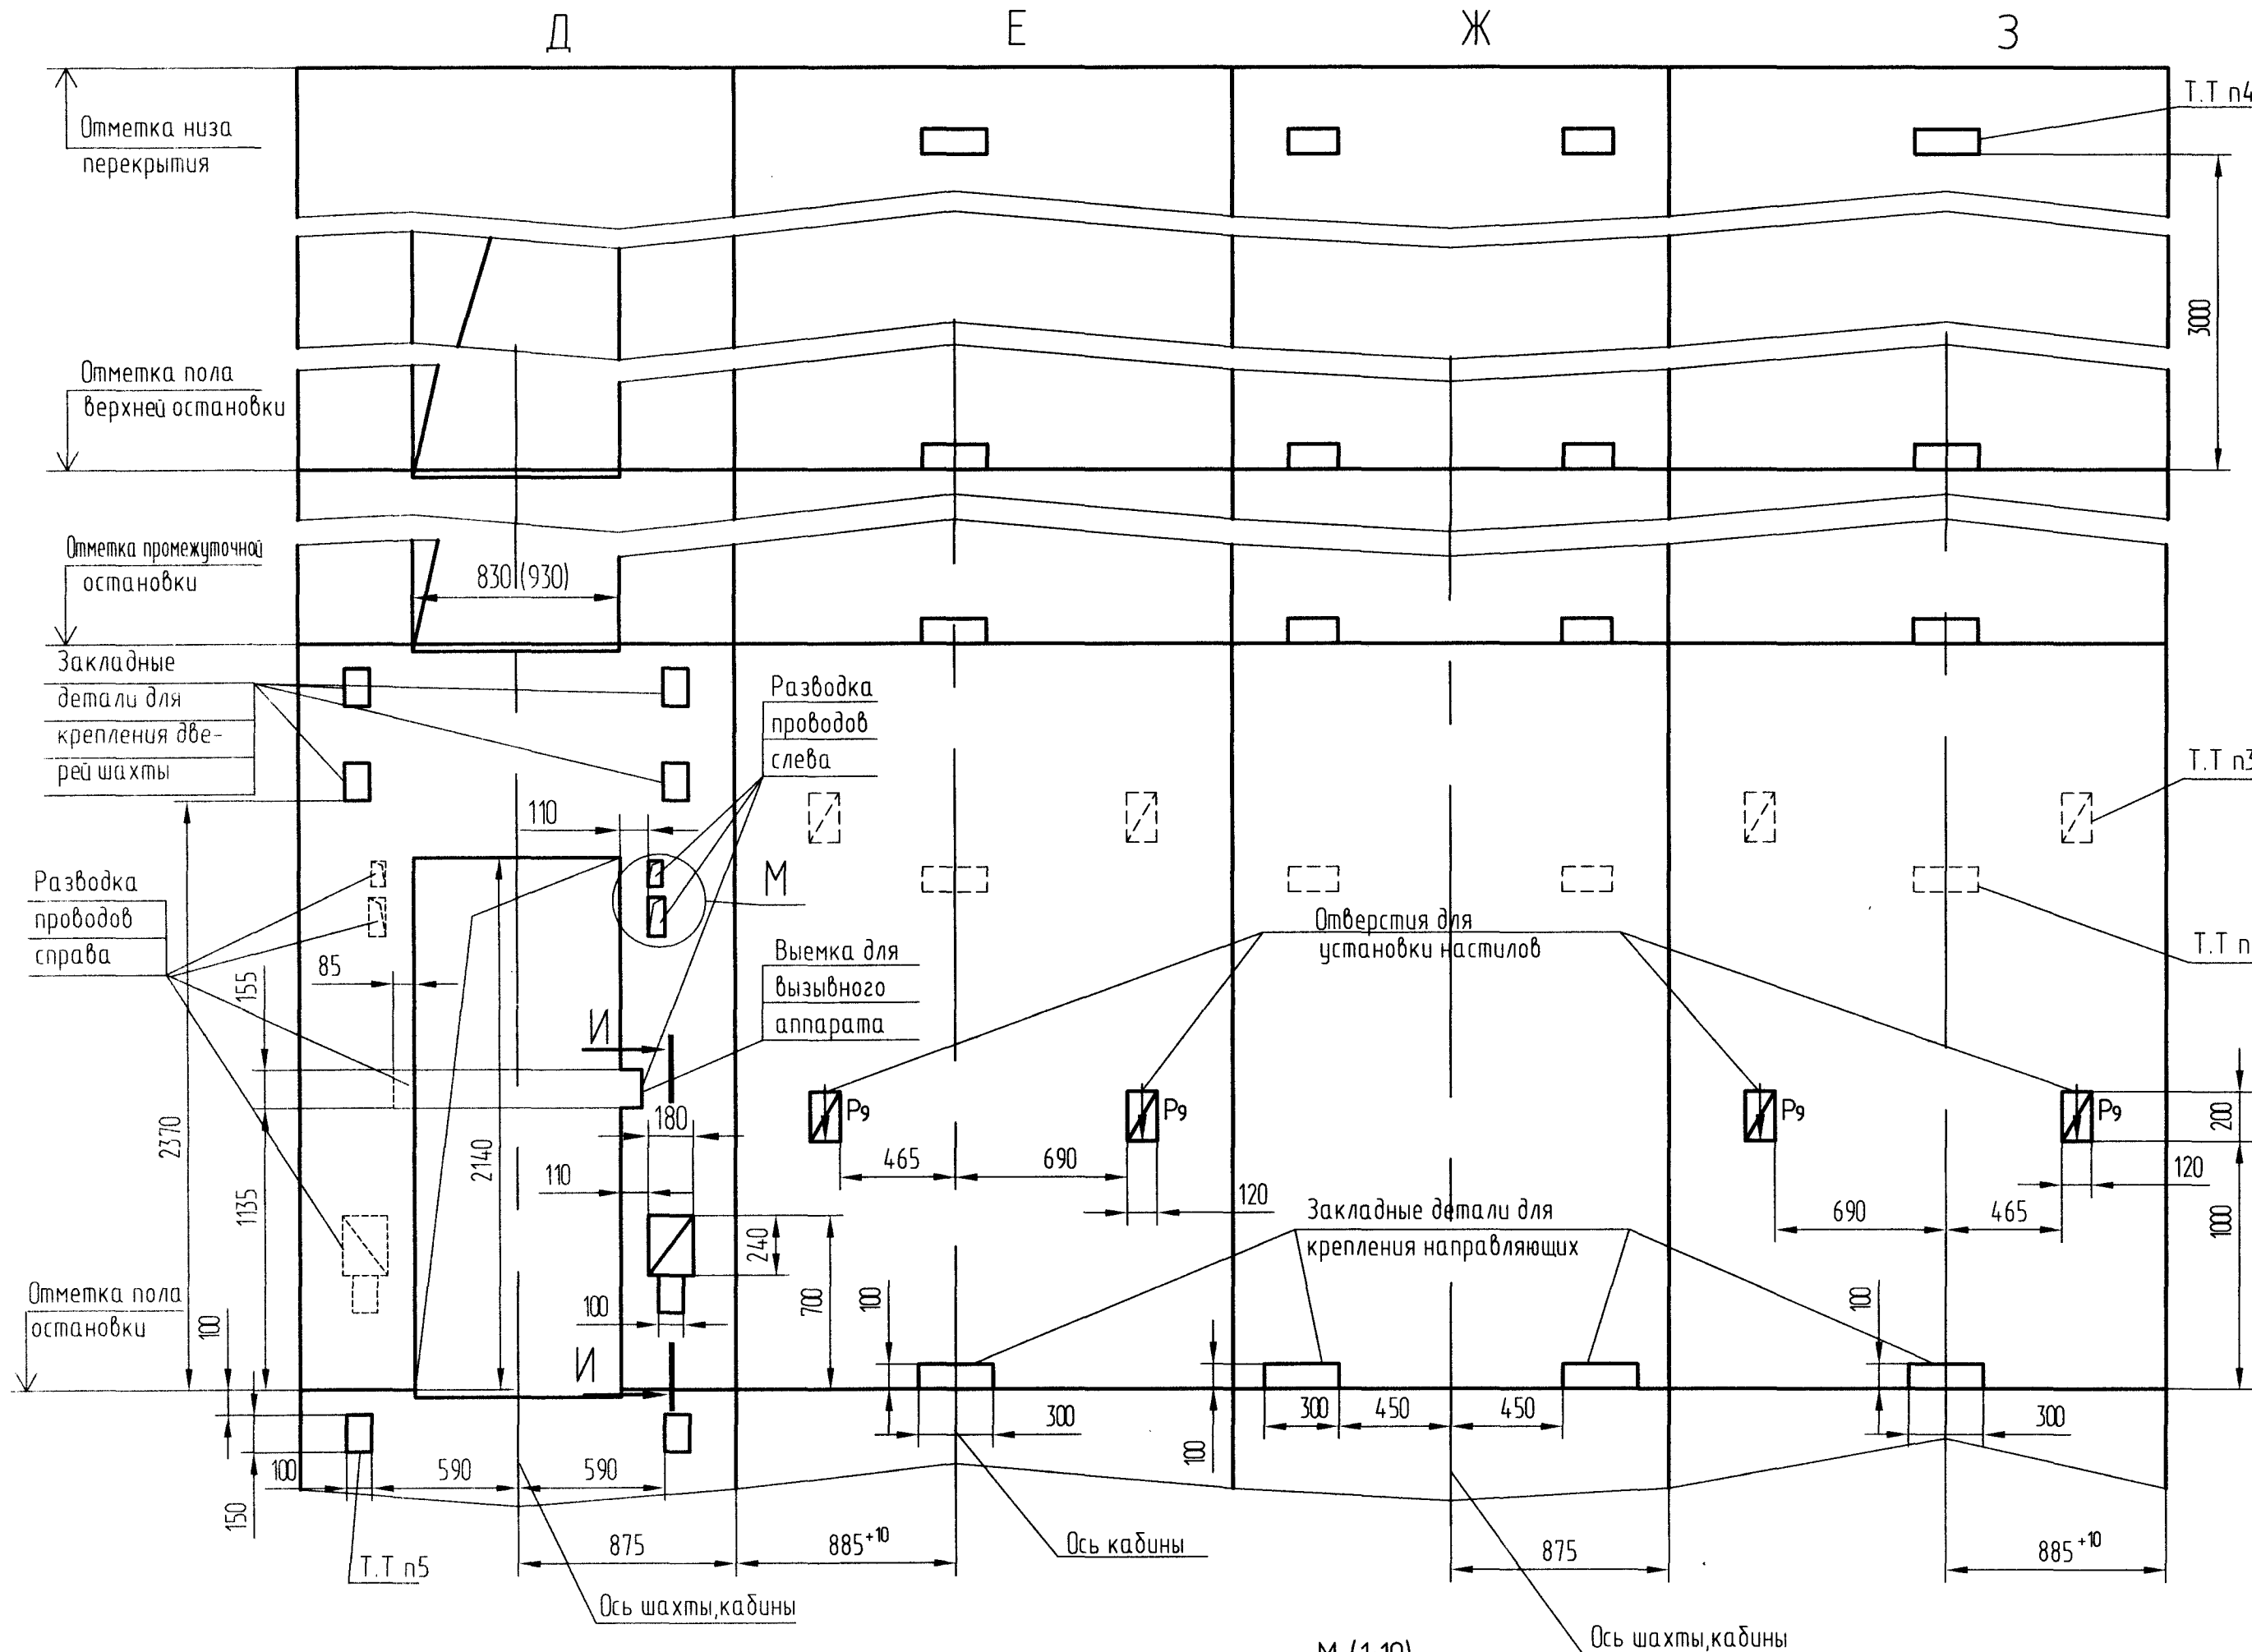 Д Е Ж З
Отметка низа
перекрытия
Т.Т п4
3000
Отметка пола
верхней остановки
Отметка промежуточной
остановки
830(930)
Закладные
детали для
крепления две-
рей шахты
Разводка
проводов
слева
Т.Т п3
110
М
Разводка
проводов
справа
Отверстия для
установки настилов
Т.Т п
85
155
Выемка для
вызывного
аппарата
И
2370
2140
180
Р9 Р9 Р9 Р9
200
465 690
120
690 465
120
1135
110
240
700
1000
Закладные детали для
крепления направляющих
Отметка пола
остановки
100
100
100
100
И
300
300 450 450
100
300
100
590 590
150
Т.Т п5
875
885+10
Ось кабины
875
885+10
Ось шахты,кабины
М (1:10)
Ось шахты,кабины